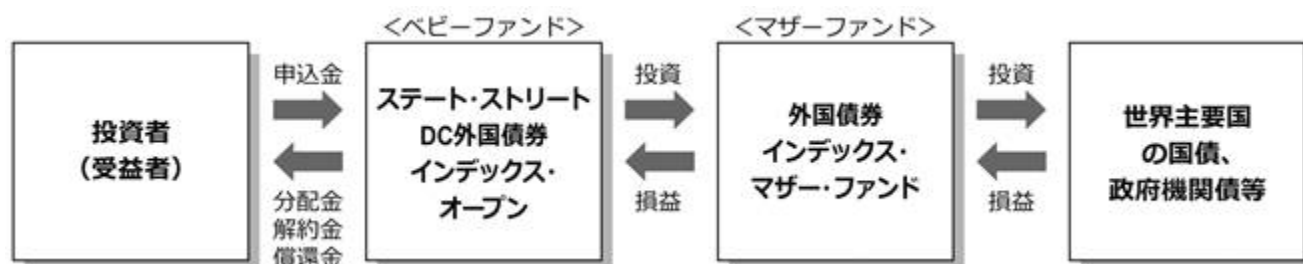 <ベビーファンド>
<マザーファンド>
投資者
(受益者)
申込金
分配金
解約金
償還金
ステート・ストリート
DC外国債券
インデックス・
オープン
投資
損益
外国債券
インデックス・
マザー・ファンド
投資
損益
世界主要国
の国債、
政府機関債等